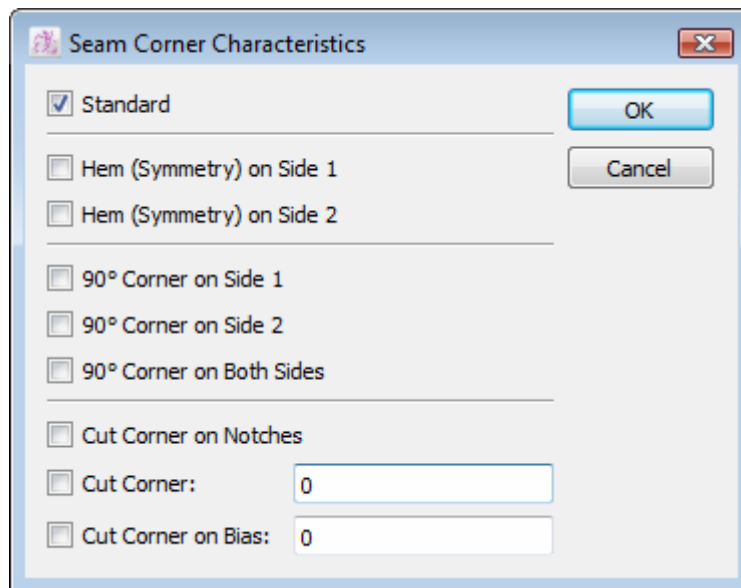 Seam Corner Characteristics
Standard
OK
Hem (Symmetry) on Side 1
Cancel
Hem (Symmetry) on Side 2
90° Corner on Side 1
90° Corner on Side 2
90° Corner on Both Sides
Cut Corner on Notches
Cut Corner: 0
Cut Corner on Bias: 0